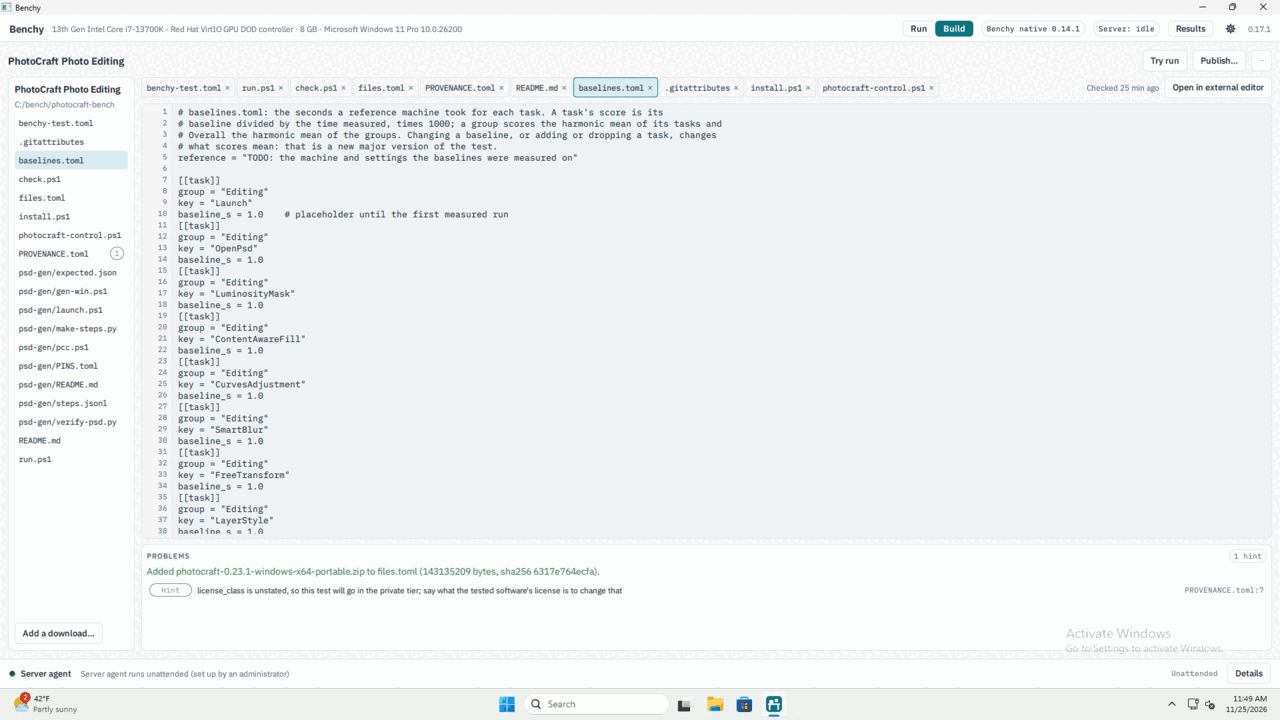 Benchy
Benchy 13th Gen Intel Core i7-13700K · Red Hat VirtIO GPU DOD controller · 8 GB · Microsoft Windows 11 Pro 10.0.26200 Run Build Benchy native 0.14.1 Server: idle Results 0.17.1
PhotoCraft Photo Editing Try run Publish... ···
PhotoCraft Photo Editing
C:/bench/photocraft-bench
benchy-test.toml
.gitattributes
baselines.toml
check.ps1
files.toml
install.ps1
photocraft-control.ps1
PROVENANCE.toml 1
psd-gen/expected.json
psd-gen/gen-win.ps1
psd-gen/launch.ps1
psd-gen/make-steps.py
psd-gen/pcc.ps1
psd-gen/PINS.toml
psd-gen/README.md
psd-gen/steps.jsonl
psd-gen/verify-psd.py
README.md
run.ps1
Add a download...
benchy-test.toml × run.ps1 × check.ps1 × files.toml × PROVENANCE.toml × README.md × baselines.toml × .gitattributes × install.ps1 × photocraft-control.ps1 × Checked 25 min ago Open in external editor
1 # baselines.toml: the seconds a reference machine took for each task. A task's score is its
2 # baseline divided by the time measured, times 1000; a group scores the harmonic mean of its tasks and
3 # Overall the harmonic mean of the groups. Changing a baseline, or adding or dropping a task, changes
4 # what scores mean: that is a new major version of the test.
5 reference = "TODO: the machine and settings the baselines were measured on"
6
7 [[task]]
8 group = "Editing"
9 key = "Launch"
10 baseline_s = 1.0 # placeholder until the first measured run
11 [[task]]
12 group = "Editing"
13 key = "OpenPsd"
14 baseline_s = 1.0
15 [[task]]
16 group = "Editing"
17 key = "LuminosityMask"
18 baseline_s = 1.0
19 [[task]]
20 group = "Editing"
21 key = "ContentAwareFill"
22 baseline_s = 1.0
23 [[task]]
24 group = "Editing"
25 key = "CurvesAdjustment"
26 baseline_s = 1.0
27 [[task]]
28 group = "Editing"
29 key = "SmartBlur"
30 baseline_s = 1.0
31 [[task]]
32 group = "Editing"
33 key = "FreeTransform"
34 baseline_s = 1.0
35 [[task]]
36 group = "Editing"
37 key = "LayerStyle"
38 baseline_s = 1.0
PROBLEMS 1 hint
Added photocraft-0.23.1-windows-x64-portable.zip to files.toml (143135209 bytes, sha256 6317e764ecfa).
Hint license_class is unstated, so this test will go in the private tier; say what the tested software's license is to change that PROVENANCE.toml:7
Activate Windows
Go to Settings to activate Windows.
Server agent Server agent runs unattended (set up by an administrator) Unattended Details
2 42°F
Partly sunny
Search
11:49 AM
11/25/2026